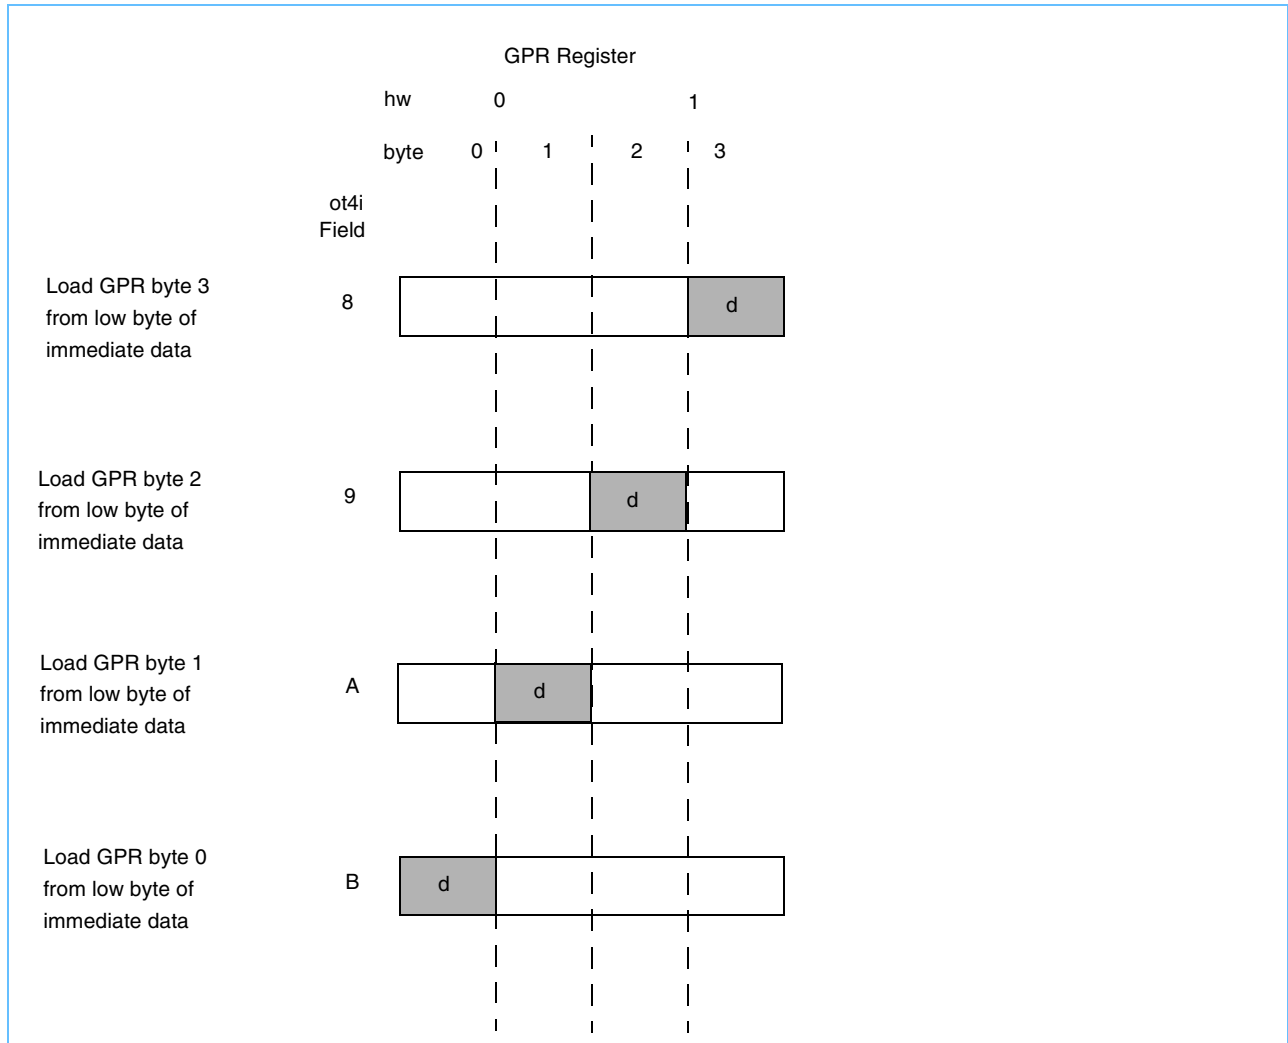 GPR Register
hw 0 1
byte 0 1 2 3
ot4i
Field
Load GPR byte 3
from low byte of
immediate data
8
d
Load GPR byte 2
from low byte of
immediate data
9
d
Load GPR byte 1
from low byte of
immediate data
A
d
Load GPR byte 0
from low byte of
immediate data
B
d